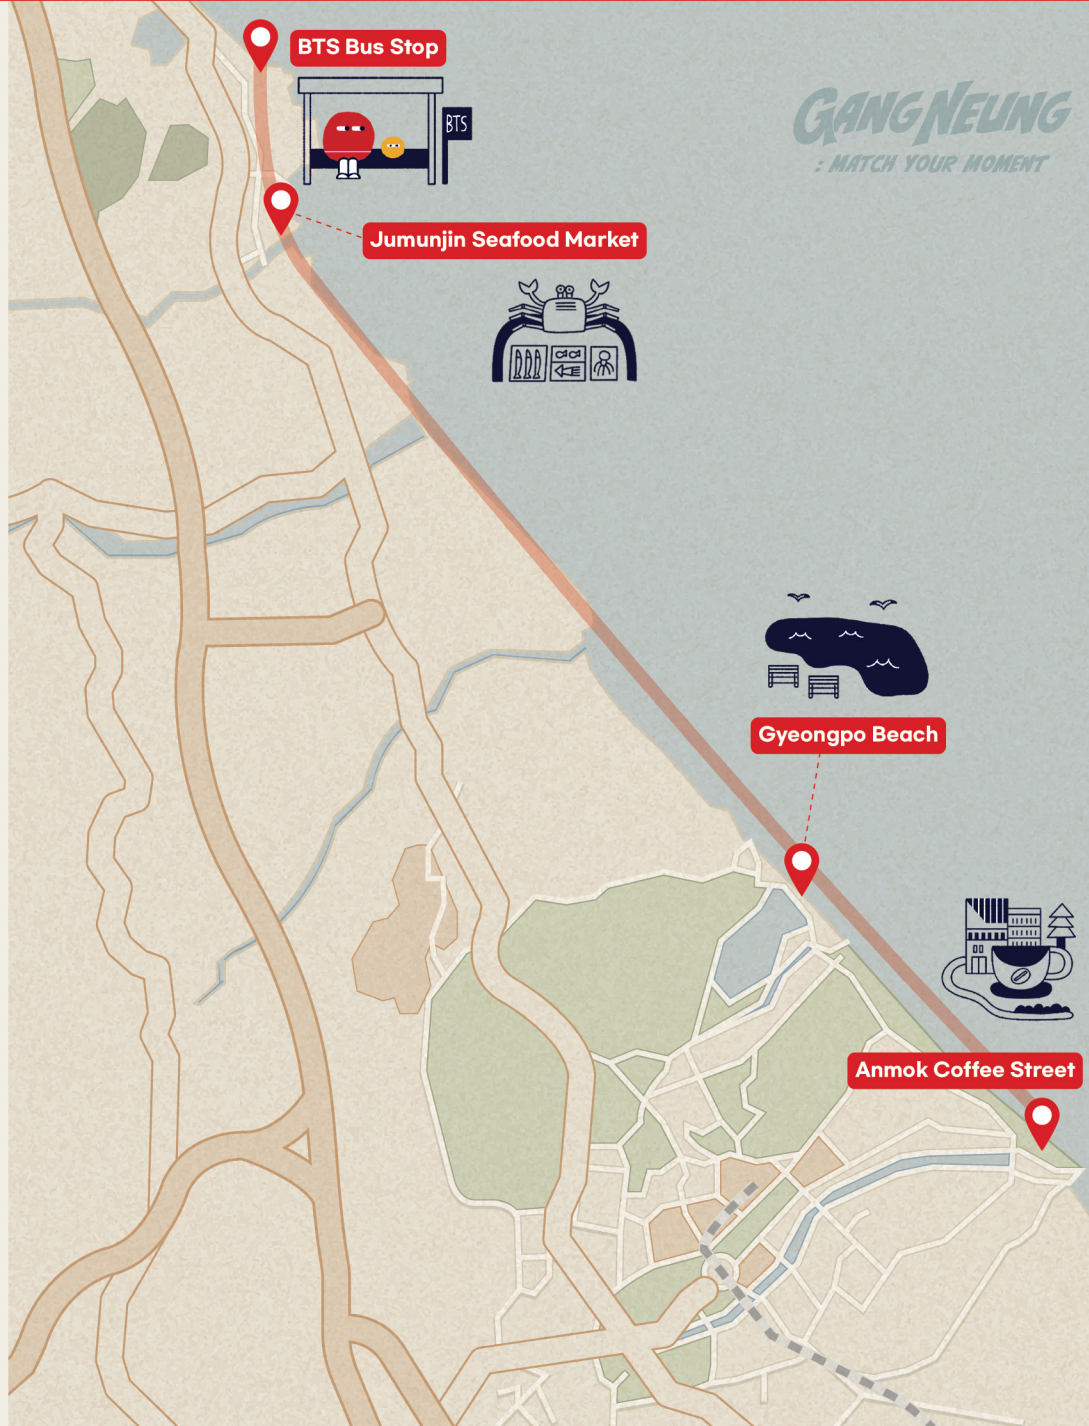 BTS Bus Stop
BTS
GANGNEUNG
: MATCH YOUR MOMENT
Jumunjin Seafood Market
Gyeongpo Beach
Anmok Coffee Street